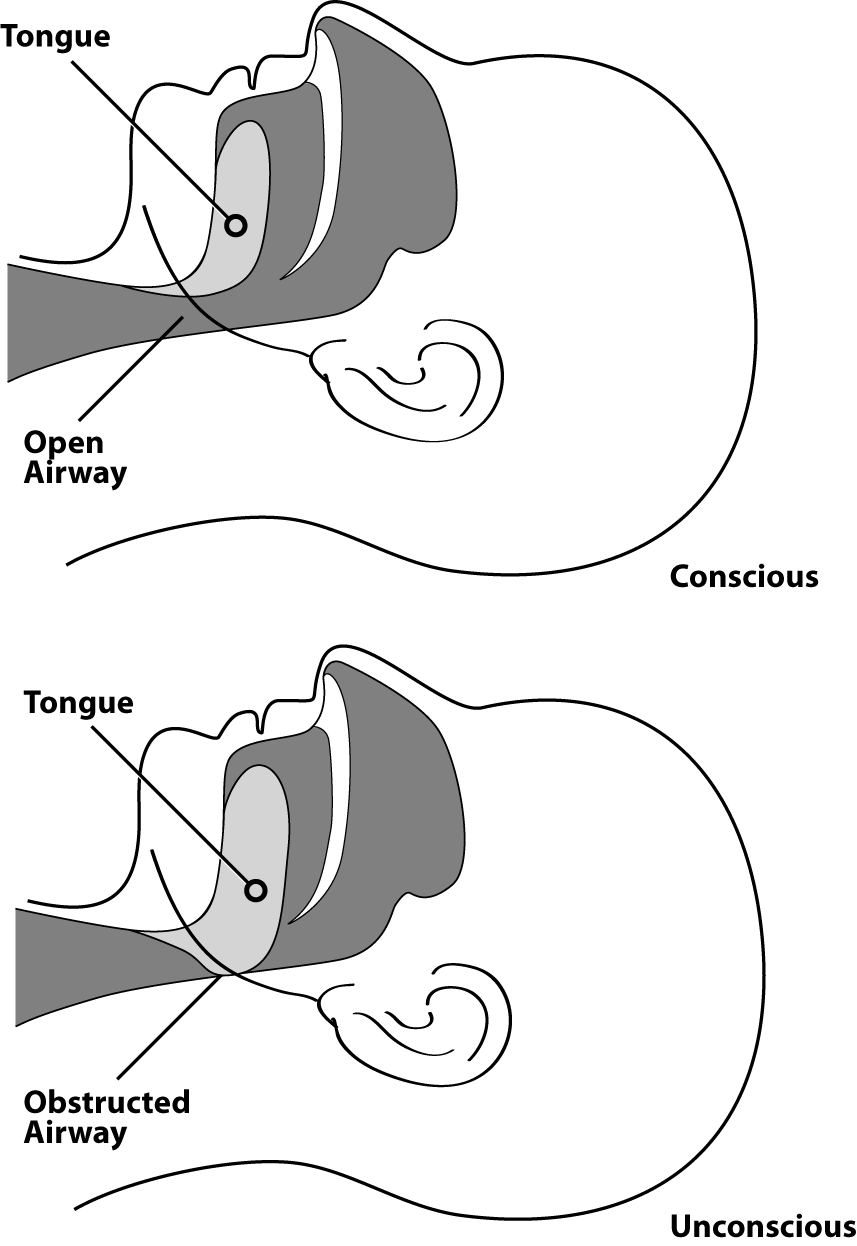 Tongue
Open
Airway
Conscious
Tongue
Obstructed
Airway
Unconscious